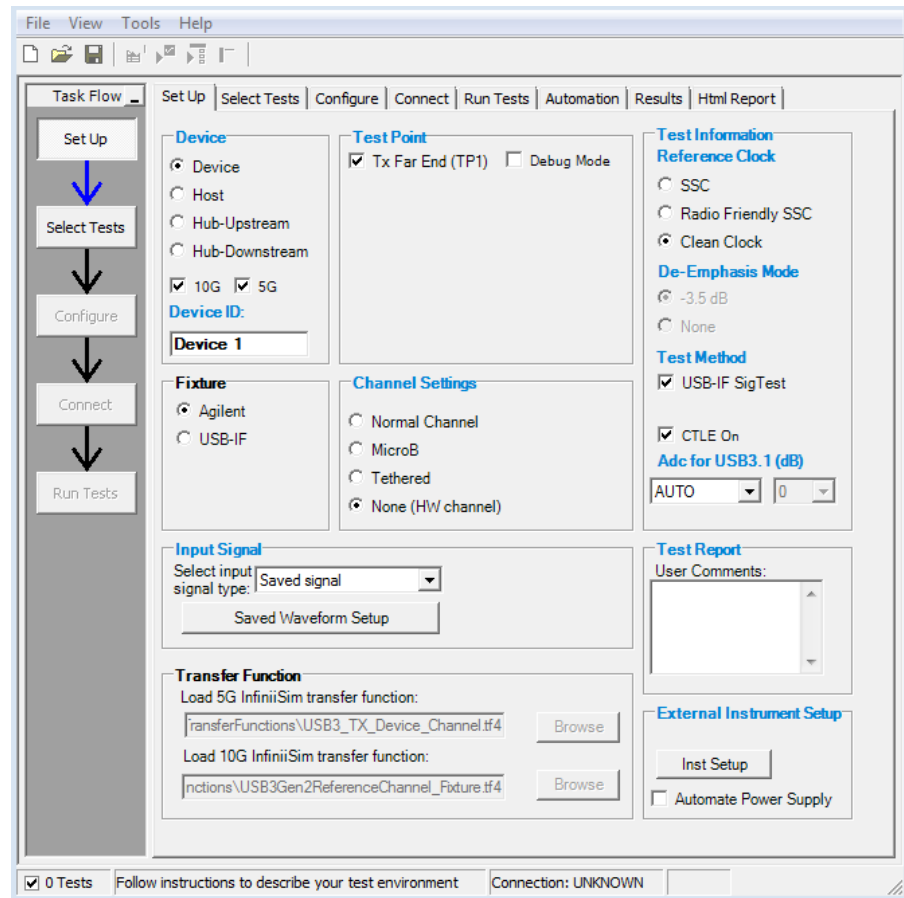 File View Tools Help
Task Flow
Set Up
Select Tests
Configure
Connect
Run Tests
Set Up Select Tests Configure Connect Run Tests Automation Results Html Report
Device
Device
Host
Hub-Upstream
Hub-Downstream
10G 5G
Device ID:
Device 1
Test Point
Tx Far End (TP1) Debug Mode
Test Information
Reference Clock
SSC
Radio Friendly SSC
Clean Clock
De-Emphasis Mode
-3.5 dB
None
Test Method
USB-IF SigTest
CTLE On
Adc for USB3.1 (dB)
AUTO 0
Fixture
Agilent
USB-IF
Channel Settings
Normal Channel
MicroB
Tethered
None (HW channel)
Input Signal
Select input
signal type: Saved signal
Saved Waveform Setup
Test Report
User Comments:
Transfer Function
Load 5G InfiniiSim transfer function:
ransferFunctions\USB3_TX_Device_Channel.tf4 Browse
Load 10G InfiniiSim transfer function:
nctions\USB3Gen2ReferenceChannel_Fixture.tf4 Browse
External Instrument Setup
Inst Setup
Automate Power Supply
0 Tests Follow instructions to describe your test environment Connection: UNKNOWN